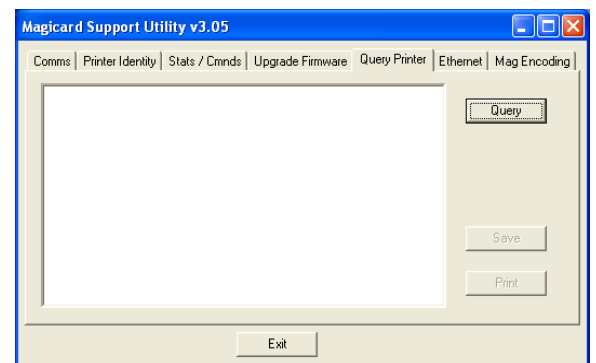 Magicard Support Utility v3.05
Comms Printer Identity Stats / Cmnds Upgrade Firmware Query Printer Ethernet Mag Encoding
Query
Save
Print
Exit